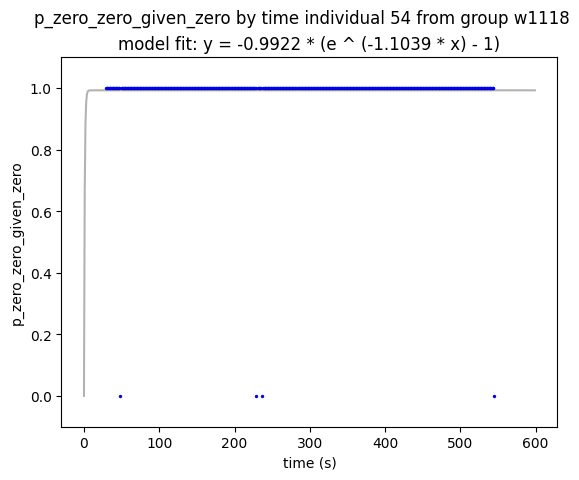 p_zero_zero_given_zero by time individual 54 from group w1118
model fit: y = -0.9922 * (e ^ (-1.1039 * x) - 1)
1.0
0.8
0.6
0.4
0.2
0.0
p_zero_zero_given_zero
0 100 200 300 400 500 600
time (s)